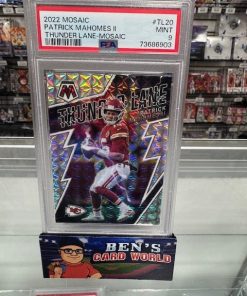 2022 MOSAIC #TL20
PATRICK MAHOMES II MINT
THUNDER LANE-MOSAIC 9
PSA 73686903
THUNDER LANE
PATRICK
BEN'S
CARD WORLD